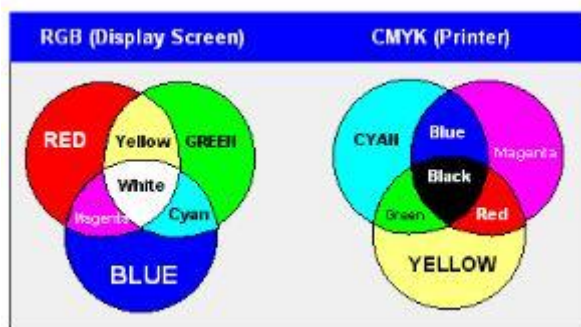 RGB (Display Screen)
CMYK (Printer)
RED
Yellow
GREEN
White
Magenta
Cyan
BLUE
CYAN
Blue
Magenta
Black
Green
Red
YELLOW